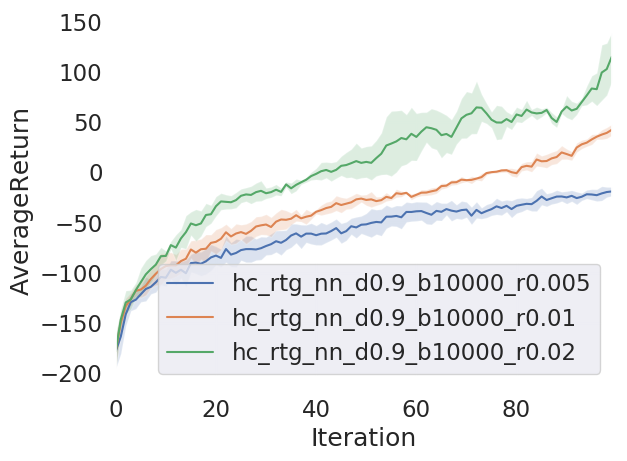 150
100
50
0
−50
−100
−150
−200
AverageReturn
hc_rtg_nn_d0.9_b10000_r0.005
hc_rtg_nn_d0.9_b10000_r0.01
hc_rtg_nn_d0.9_b10000_r0.02
0 20 40 60 80
Iteration